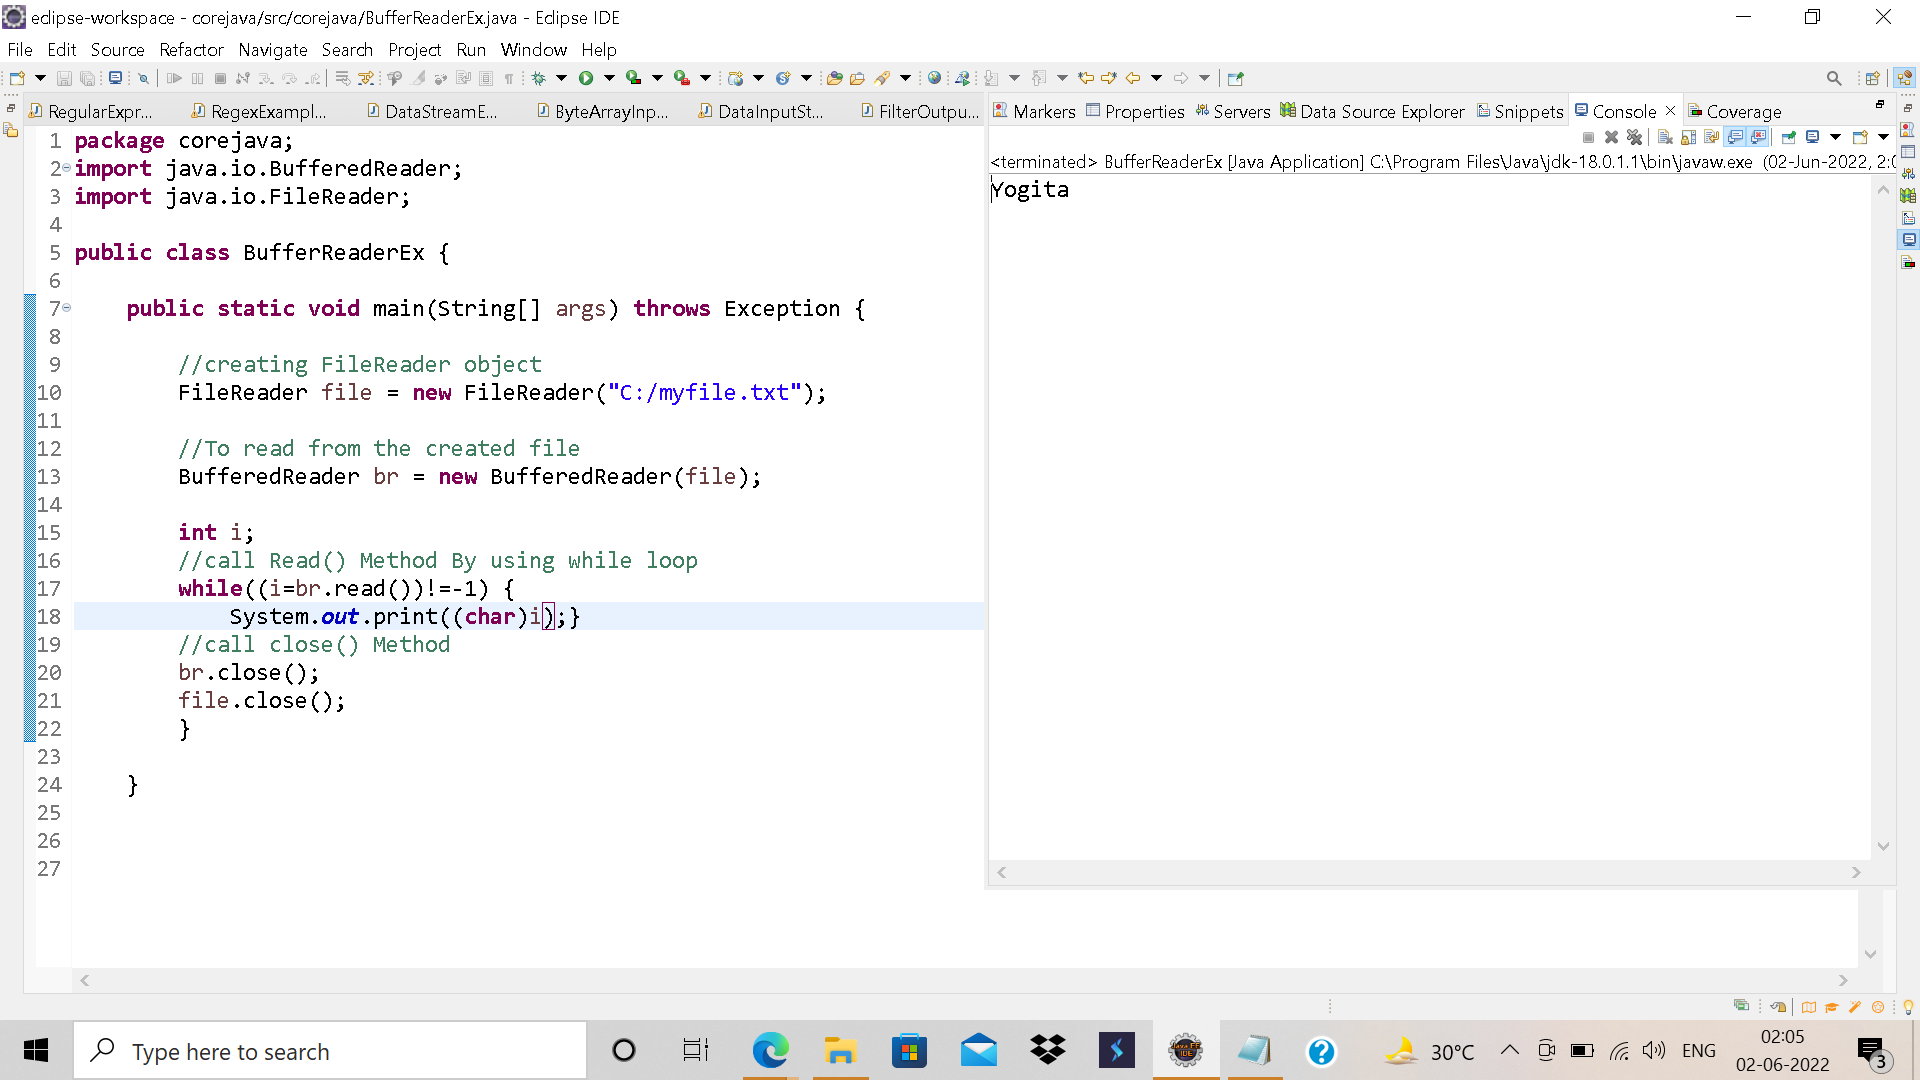 eclipse-workspace - corejava/src/corejava/BufferReaderEx.java - Eclipse IDE
File Edit Source Refactor Navigate Search Project Run Window Help
RegularExpr... RegexExampl... DataStreamE... ByteArrayInp... DataInputSt... FilterOutpu...
1 package corejava;
2 import java.io.BufferedReader;
3 import java.io.FileReader;
4
5 public class BufferReaderEx {
6
7 public static void main(String[] args) throws Exception {
8
9 //creating FileReader object
10 FileReader file = new FileReader("C:/myfile.txt");
11
12 //To read from the created file
13 BufferedReader br = new BufferedReader(file);
14
15 int i;
16 //call Read() Method By using while loop
17 while((i=br.read())!=-1) {
18 System.out.print((char)i);}
19 //call close() Method
20 br.close();
21 file.close();
22 }
23
24 }
25
26
27
Markers Properties Servers Data Source Explorer Snippets Console Coverage
<terminated> BufferReaderEx [Java Application] C:\Program Files\Java\jdk-18.0.1.1\bin\javaw.exe (02-Jun-2022, 2:0
Yogita
Type here to search
Java EE
IDE
30°C
ENG
02:05
02-06-2022
3